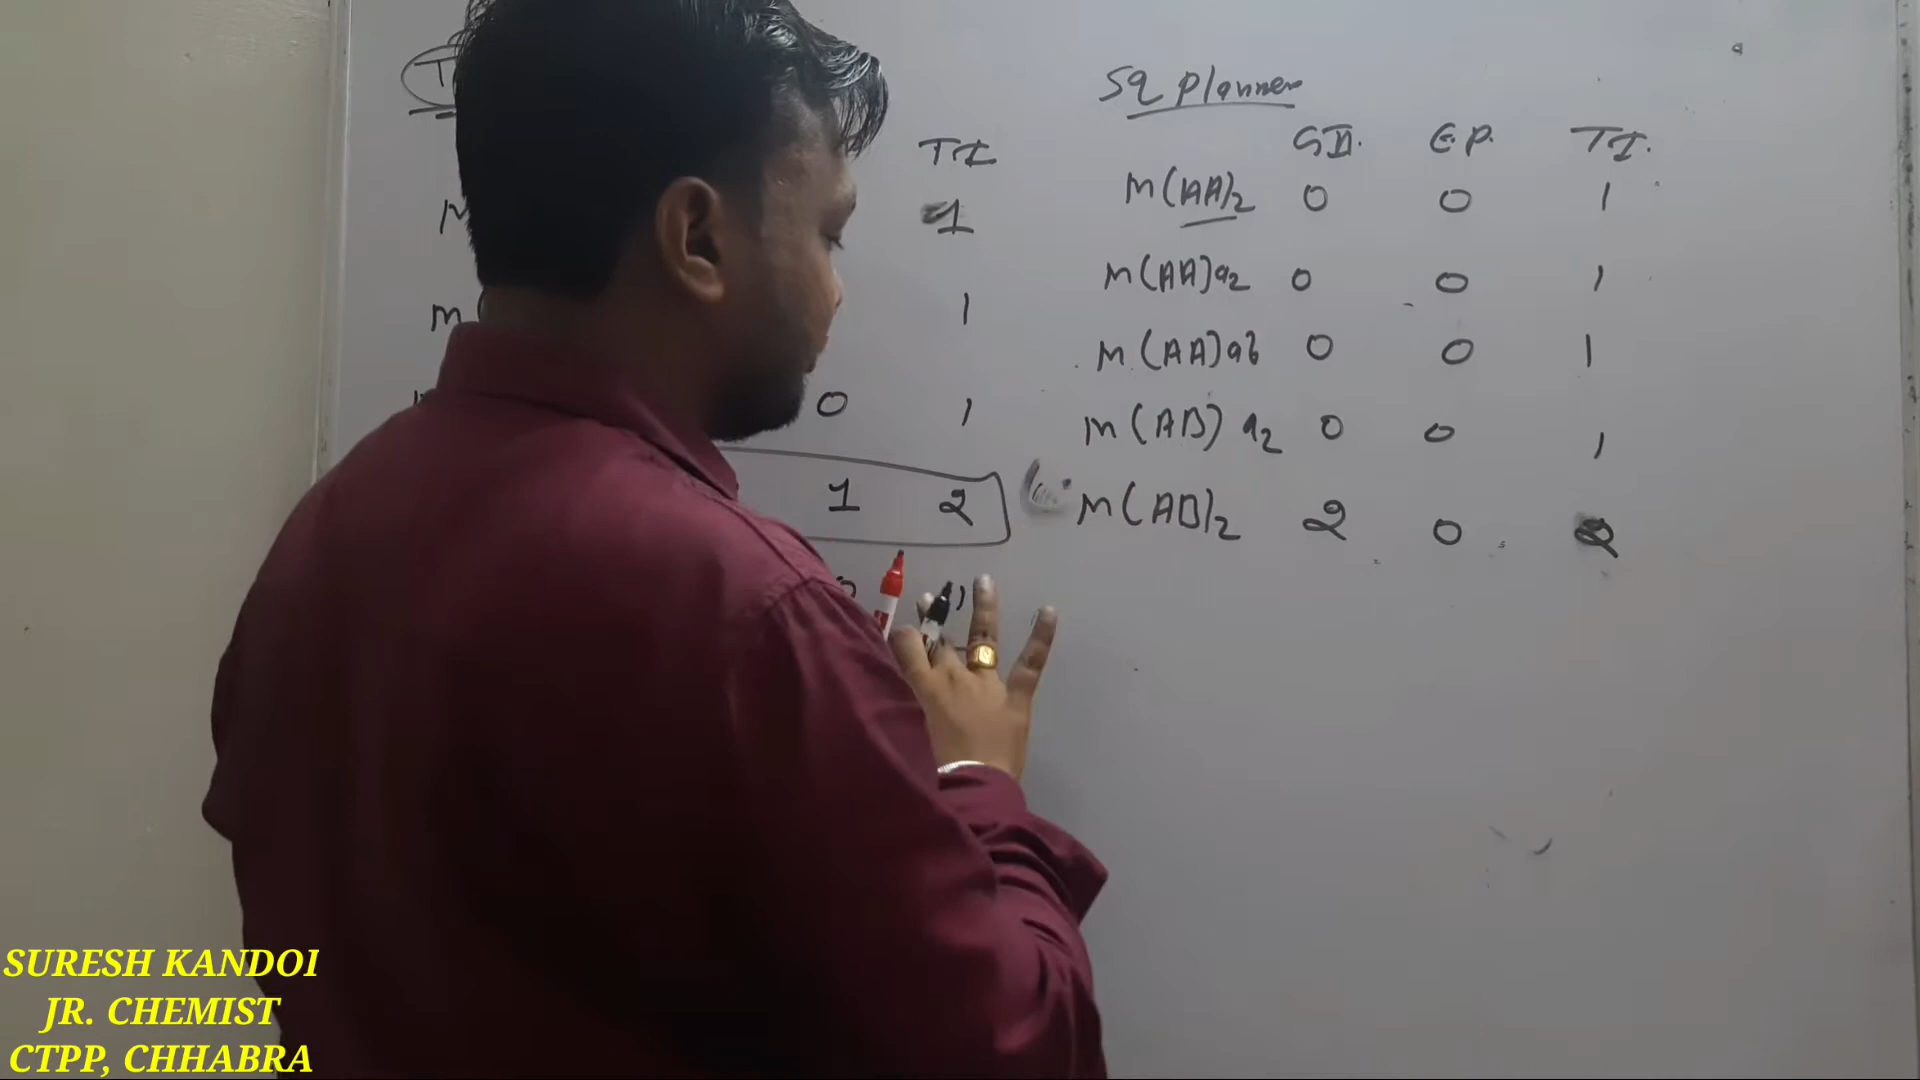 T.I
1
1
0 1
1 2
Sq planner
G.I. E.P. T.I.
M(AA)2 0 0 1
M(AA)a2 0 0 1
M(AA)ab 0 0 1
M(AB)a2 0 0 1
M(AB)2 2 0 2
SURESH KANDOI
JR. CHEMIST
CTPP, CHHABRA